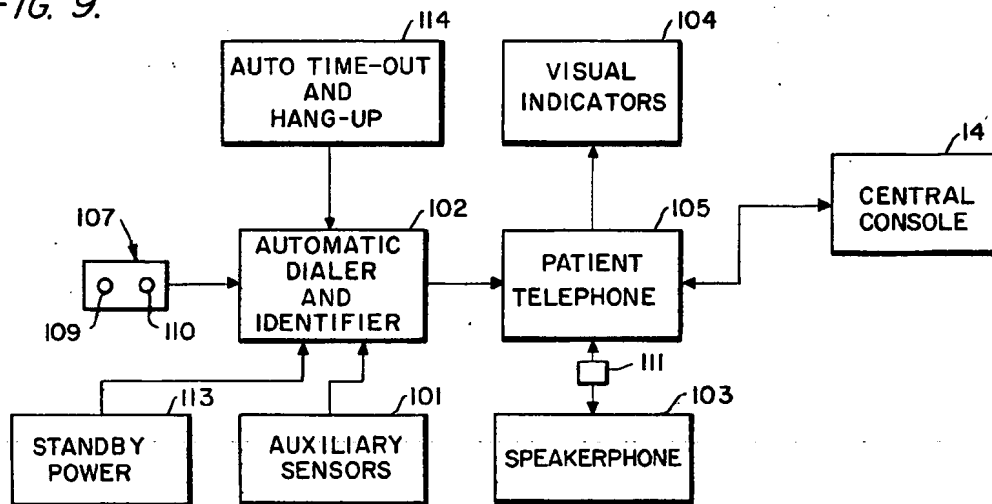 FIG. 9.
114
AUTO TIME-OUT
AND
HANG-UP
104
VISUAL
INDICATORS
14
CENTRAL
CONSOLE
107
109
110
102
AUTOMATIC
DIALER
AND
IDENTIFIER
105
PATIENT
TELEPHONE
111
113
STANDBY
POWER
101
AUXILIARY
SENSORS
103
SPEAKERPHONE